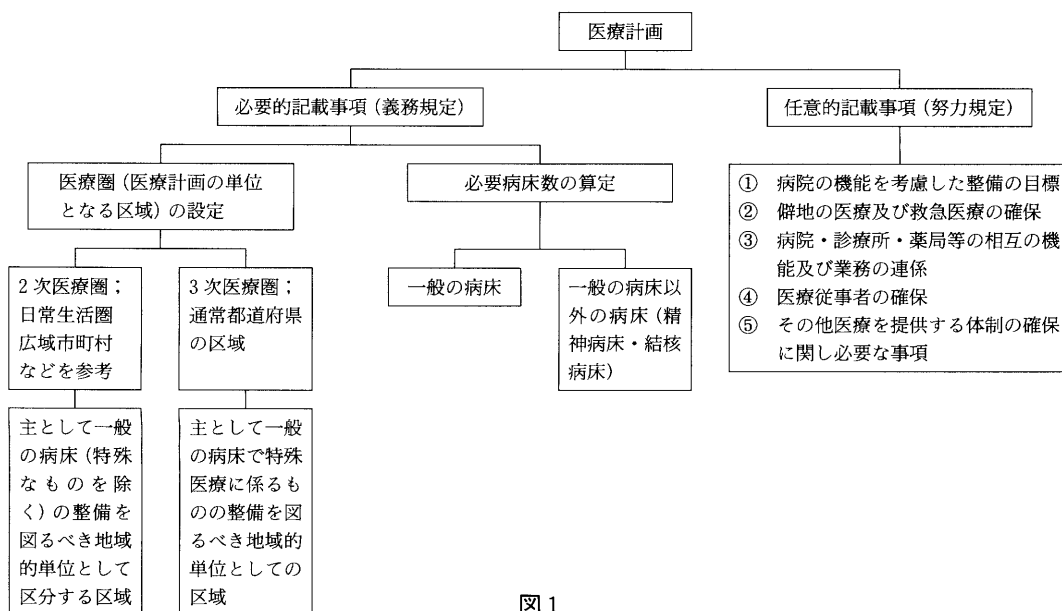 医療計画
必要的記載事項(義務規定)
任意的記載事項(努力規定)
医療圏(医療計画の単位
となる区域)の設定
必要病床数の算定
① 病院の機能を考慮した整備の目標
② 僻地の医療及び救急医療の確保
③ 病院・診療所・薬局等の相互の機
能及び業務の連係
④ 医療従事者の確保
⑤ その他医療を提供する体制の確保
に関し必要な事項
2次医療圏;
日常生活圏
広域市町村
などを参考
3次医療圏;
通常都道府県
の区域
一般の病床
一般の病床以
外の病床(精
神病床・結核
病床)
主として一般
の病床(特殊
なものを除
く)の整備を
図るべき地域
的単位として
区分する区域
主として一般
の病床で特殊
医療に係るも
のの整備を図
るべき地域的
単位としての
区域
図1